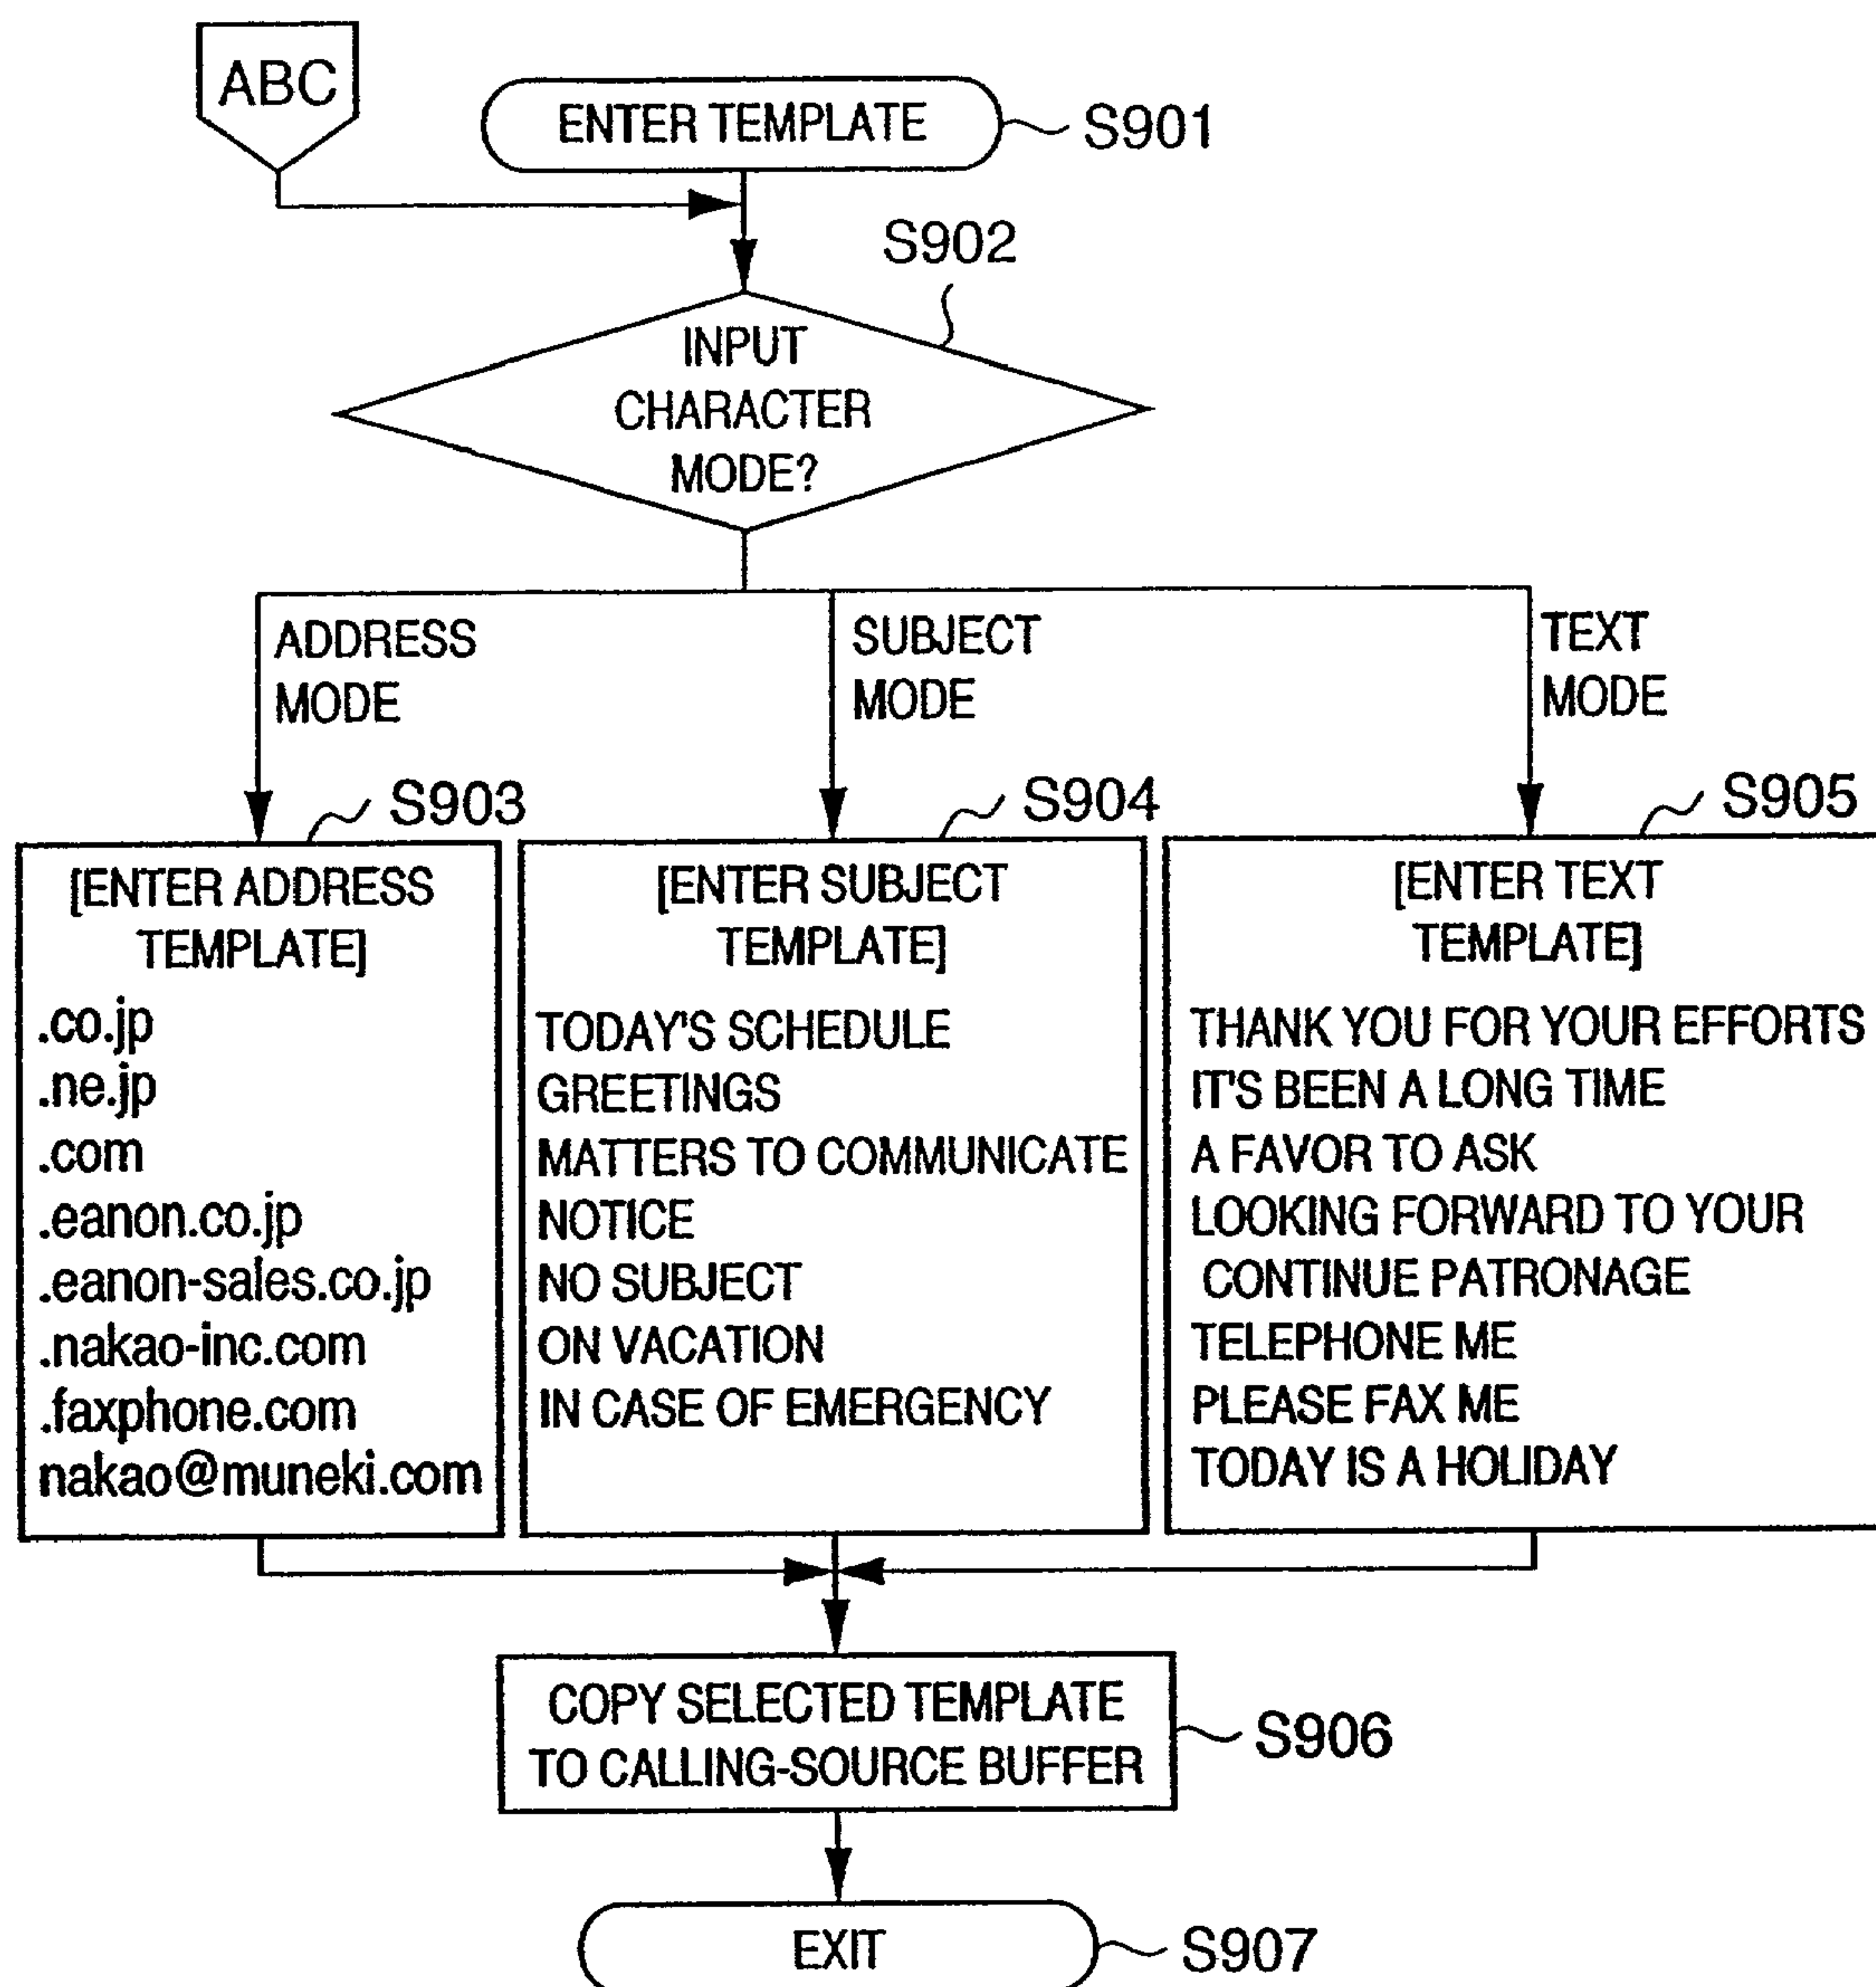 ABC
ENTER TEMPLATE
S901
S902
INPUT
CHARACTER
MODE?
ADDRESS
MODE
SUBJECT
MODE
TEXT
MODE
S903
[ENTER ADDRESS
TEMPLATE]
.co.jp
.ne.jp
.com
.eanon.co.jp
.eanon-sales.co.jp
.nakao-inc.com
.faxphone.com
nakao@muneki.com
S904
[ENTER SUBJECT
TEMPLATE]
TODAY'S SCHEDULE
GREETINGS
MATTERS TO COMMUNICATE
NOTICE
NO SUBJECT
ON VACATION
IN CASE OF EMERGENCY
S905
[ENTER TEXT
TEMPLATE]
THANK YOU FOR YOUR EFFORTS
IT'S BEEN A LONG TIME
A FAVOR TO ASK
LOOKING FORWARD TO YOUR
CONTINUE PATRONAGE
TELEPHONE ME
PLEASE FAX ME
TODAY IS A HOLIDAY
COPY SELECTED TEMPLATE
TO CALLING-SOURCE BUFFER
S906
EXIT
S907